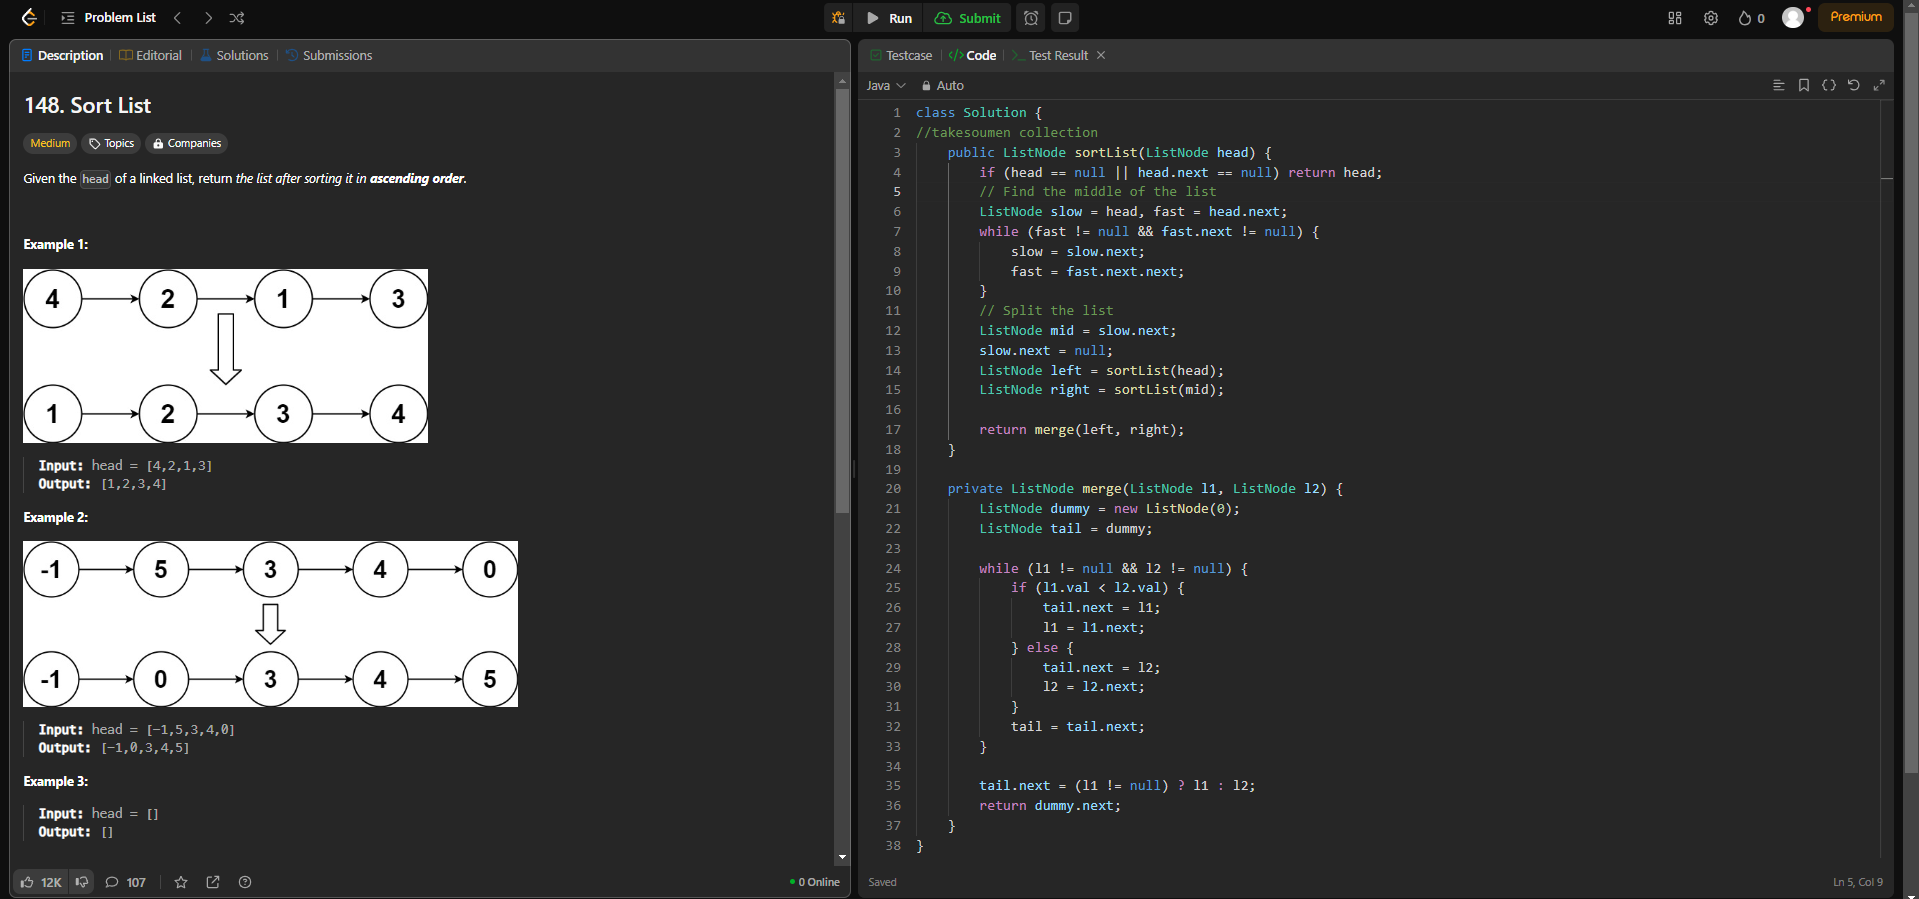 Problem List
Run
Submit
0
Premium
Description
Editorial
Solutions
Submissions
148. Sort List
Medium
Topics
Companies
Given the head of a linked list, return the list after sorting it in ascending order.
Example 1:
4 2 1 3
1 2 3 4
Input: head = [4,2,1,3]
Output: [1,2,3,4]
Example 2:
-1 5 3 4 0
-1 0 3 4 5
Input: head = [-1,5,3,4,0]
Output: [-1,0,3,4,5]
Example 3:
Input: head = []
Output: []
12K
107
0 Online
Testcase
</> Code
>_ Test Result
Java
Auto
1 class Solution {
2 //takesoumen collection
3     public ListNode sortList(ListNode head) {
4         if (head == null || head.next == null) return head;
5         // Find the middle of the list
6         ListNode slow = head, fast = head.next;
7         while (fast != null && fast.next != null) {
8             slow = slow.next;
9             fast = fast.next.next;
10         }
11         // Split the list
12         ListNode mid = slow.next;
13         slow.next = null;
14         ListNode left = sortList(head);
15         ListNode right = sortList(mid);
16
17         return merge(left, right);
18     }
19
20     private ListNode merge(ListNode l1, ListNode l2) {
21         ListNode dummy = new ListNode(0);
22         ListNode tail = dummy;
23
24         while (l1 != null && l2 != null) {
25             if (l1.val < l2.val) {
26                 tail.next = l1;
27                 l1 = l1.next;
28             } else {
29                 tail.next = l2;
30                 l2 = l2.next;
31             }
32             tail = tail.next;
33         }
34
35         tail.next = (l1 != null) ? l1 : l2;
36         return dummy.next;
37     }
38 }
Saved
Ln 5, Col 9